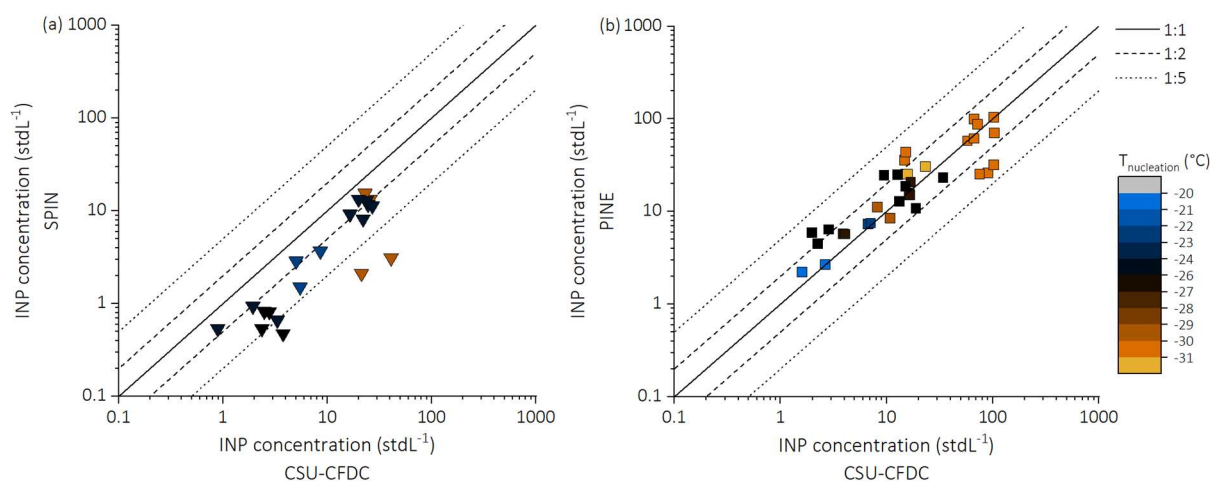 (a)
1000
100
10
1
0.1
INP concentration (stdL⁻¹)
SPIN
0.1 1 10 100 1000
INP concentration (stdL⁻¹)
CSU-CFDC
(b)
1000
100
10
1
0.1
INP concentration (stdL⁻¹)
PINE
0.1 1 10 100 1000
INP concentration (stdL⁻¹)
CSU-CFDC
1:1
1:2
1:5
Tnucleation (°C)
-20
-21
-22
-23
-24
-26
-27
-28
-29
-30
-31